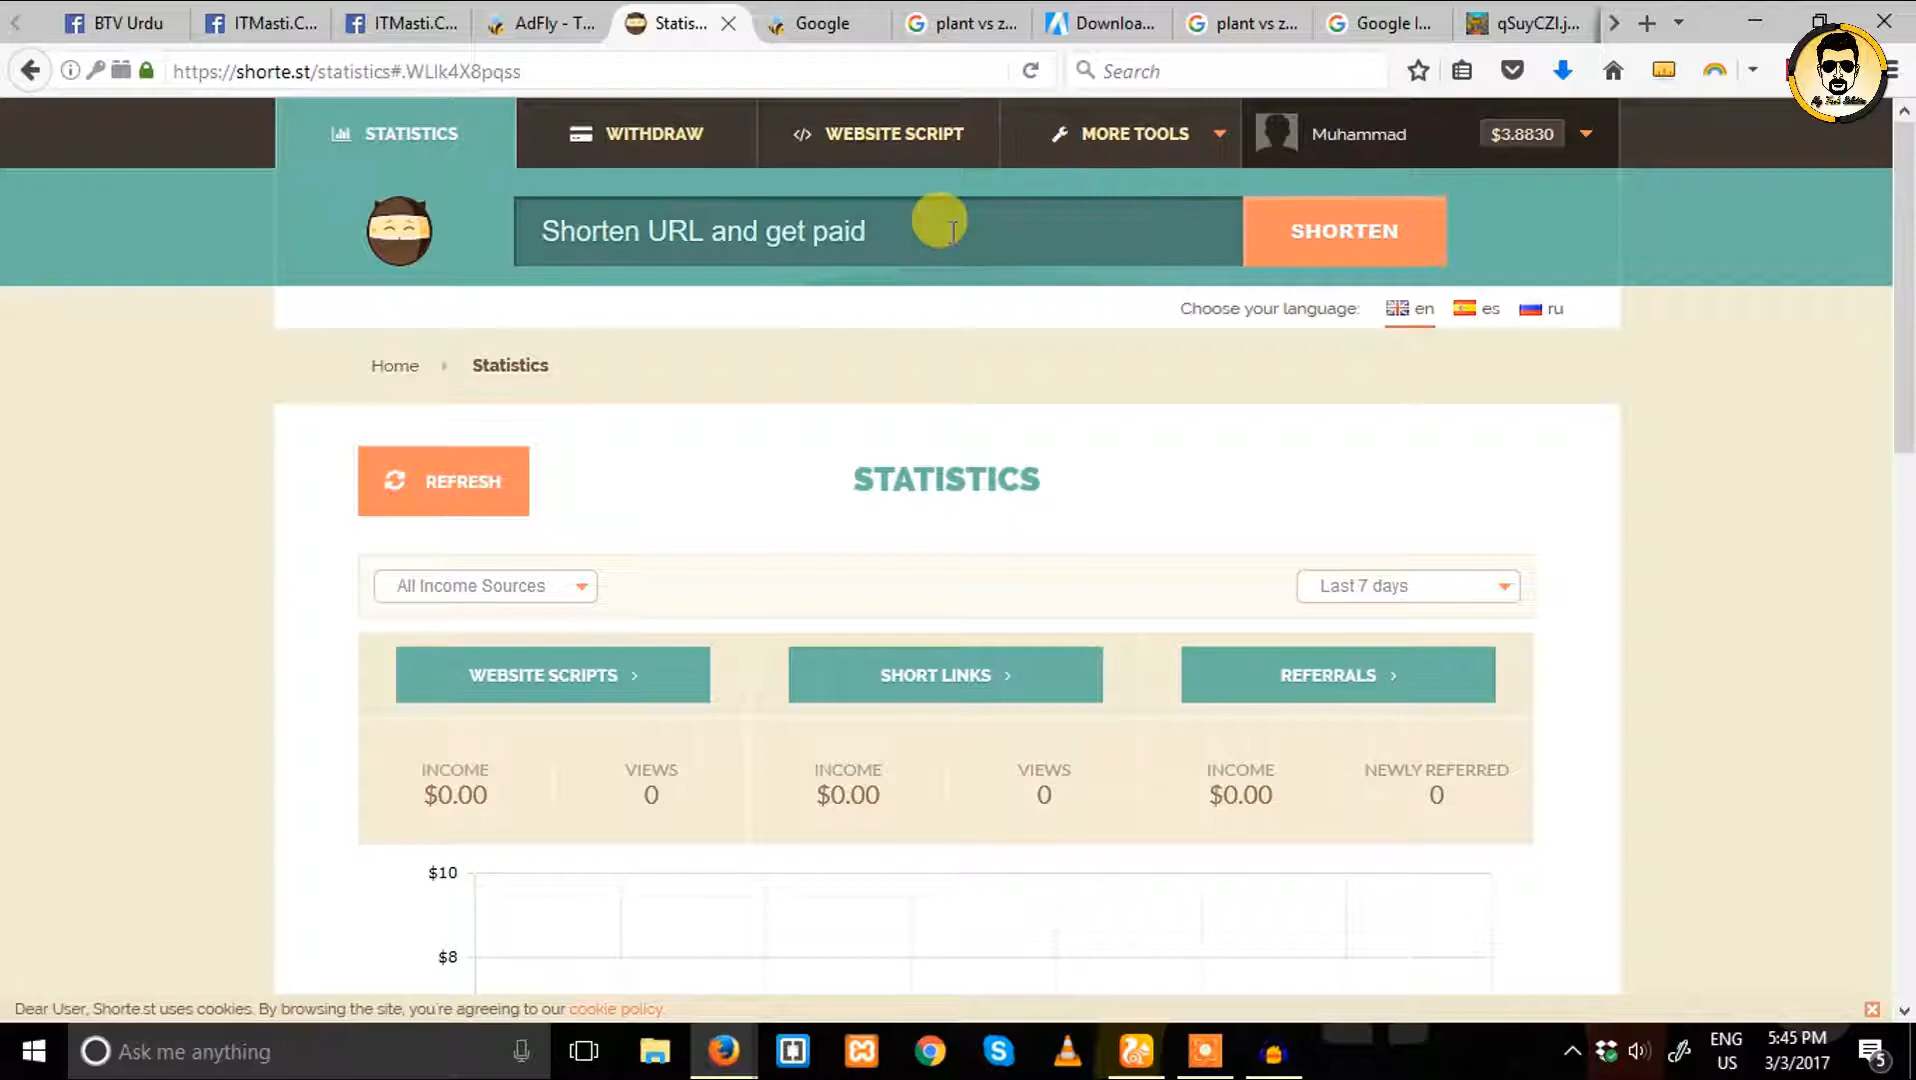 BTV Urdu
ITMasti.C...
ITMasti.C...
AdFly - T...
Statis...
Google
plant vs z...
Downloa...
plant vs z...
Google I...
qSuyCZI.j...
https://shorte.st/statistics#.WLlk4X8pqss
Search
STATISTICS
WITHDRAW
WEBSITE SCRIPT
MORE TOOLS
Muhammad
$3.8830
Shorten URL and get paid
SHORTEN
Choose your language:
en
es
ru
Home
Statistics
REFRESH
STATISTICS
All Income Sources
Last 7 days
WEBSITE SCRIPTS
SHORT LINKS
REFERRALS
INCOME
VIEWS
INCOME
VIEWS
INCOME
NEWLY REFERRED
$0.00
0
$0.00
0
$0.00
0
$10
$8
Dear User, Shorte.st uses cookies. By browsing the site, you're agreeing to our cookie policy.
Ask me anything
ENG
US
5:45 PM
3/3/2017
5